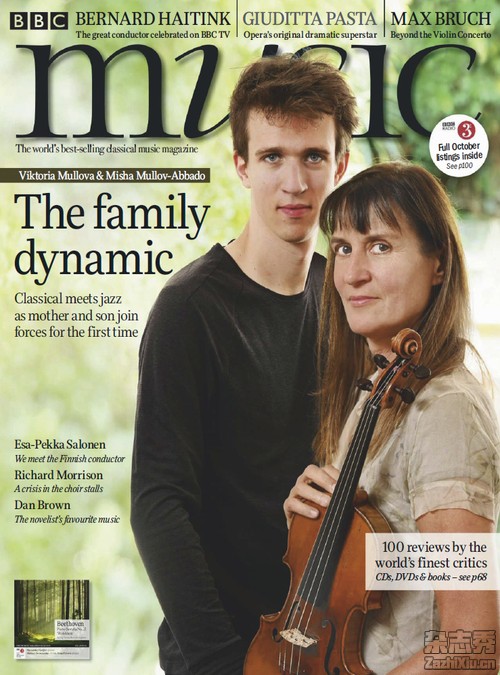 BBC
BERNARD HAITINK
The great conductor celebrated on BBC TV
GIUDITTA PASTA
Opera's original dramatic superstar
MAX BRUCH
Beyond the Violin Concerto
music
The world's best-selling classical music magazine
BBC
RADIO
3
Full October
listings inside
See p100
Viktoria Mullova & Misha Mullov-Abbado
The family
dynamic
Classical meets jazz
as mother and son join
forces for the first time
Esa-Pekka Salonen
We meet the Finnish conductor
Richard Morrison
A crisis in the choir stalls
Dan Brown
The novelist's favourite music
100 reviews by the
world's finest critics
CDs, DVDs & books – see p68
Beethoven
杂志秀
ZaZhiXiu.cn